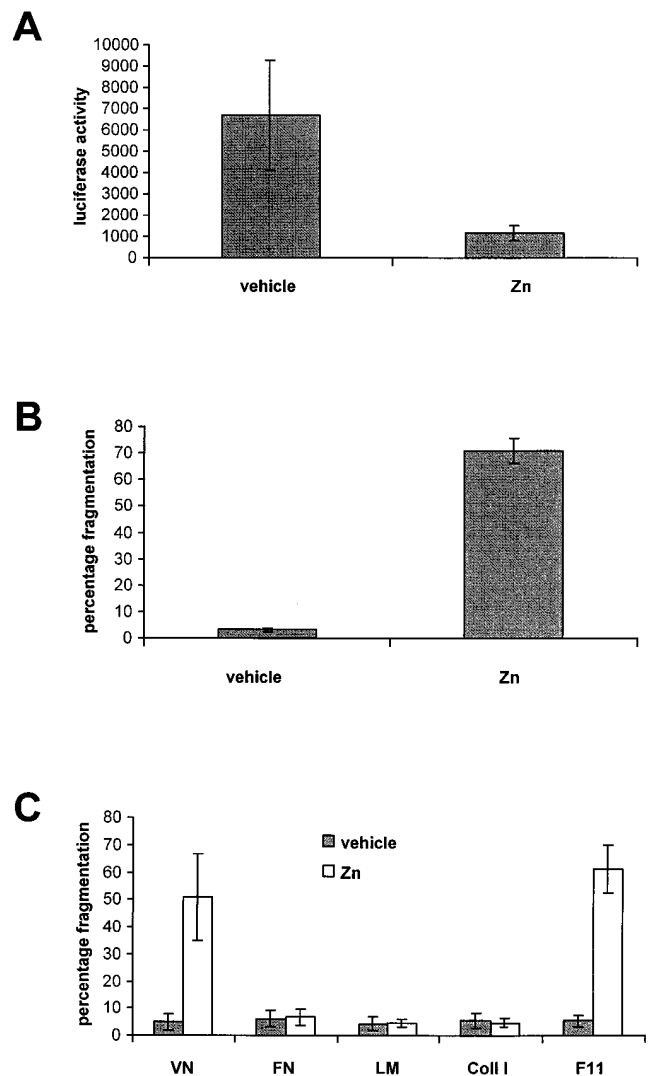 A
luciferase activity
10000
9000
8000
7000
6000
5000
4000
3000
2000
1000
0
vehicle
Zn
B
percentage fragmentation
80
70
60
50
40
30
20
10
0
vehicle
Zn
C
percentage fragmentation
80
70
60
50
40
30
20
10
0
vehicle
Zn
VN
FN
LM
Coll I
F11